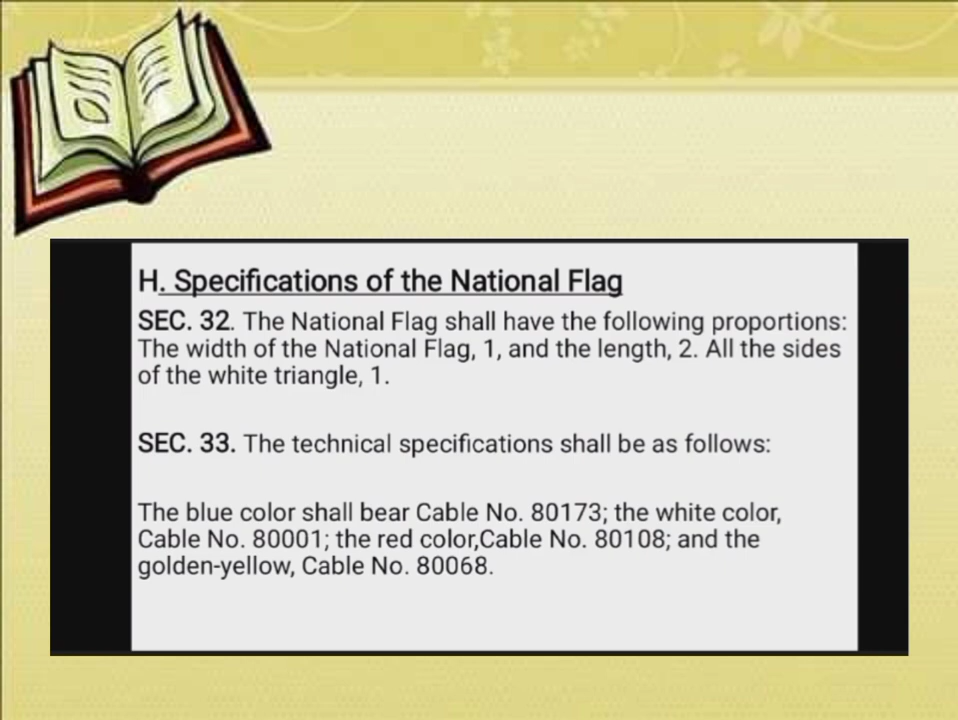 H. Specifications of the National Flag
SEC. 32. The National Flag shall have the following proportions:
The width of the National Flag, 1, and the length, 2. All the sides
of the white triangle, 1.
SEC. 33. The technical specifications shall be as follows:
The blue color shall bear Cable No. 80173; the white color,
Cable No. 80001; the red color,Cable No. 80108; and the
golden-yellow, Cable No. 80068.